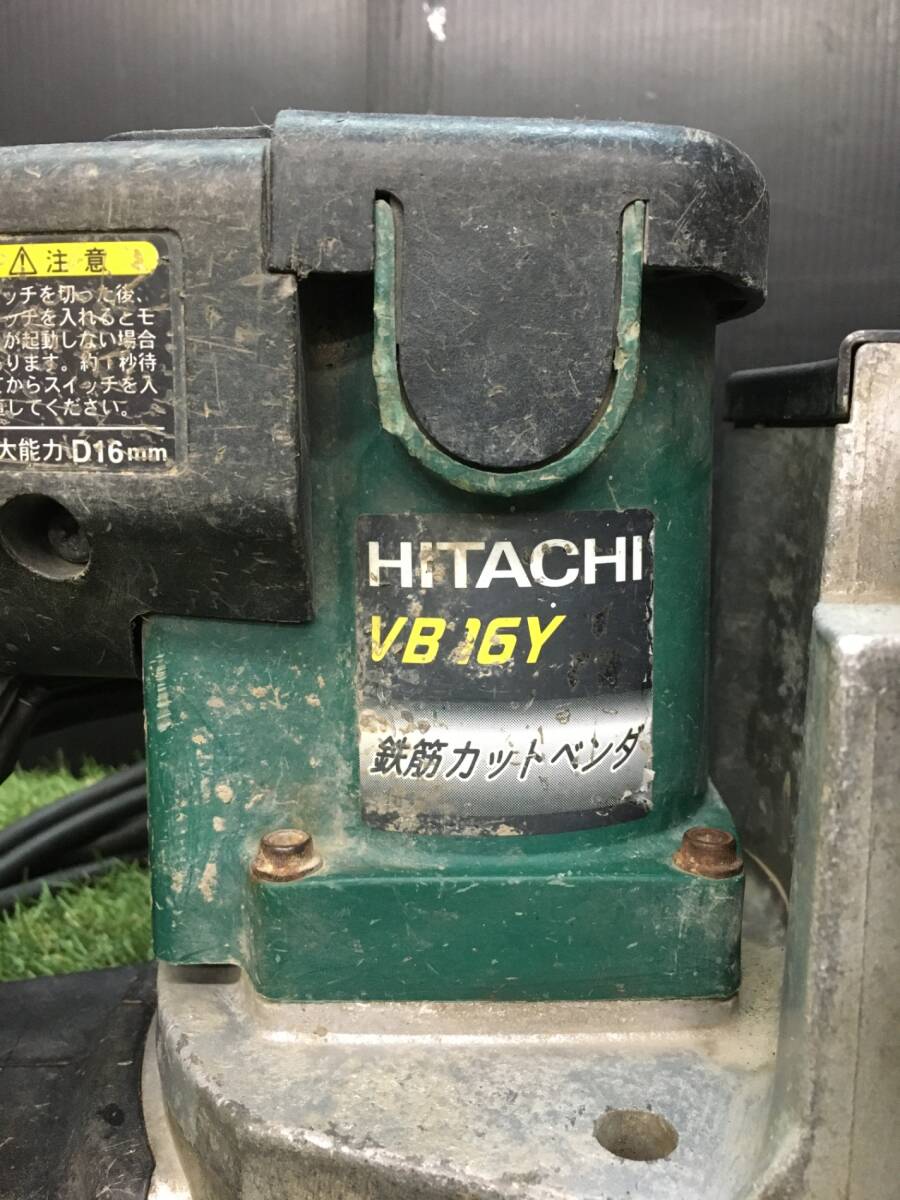 注意
ッチを切った後、
ッチを入れるとモ
が起動しない場合
ります。約1秒待
てからスイッチを入
してください。
大能力 D16mm
HITACHI
VB16Y
鉄筋カットベンダ